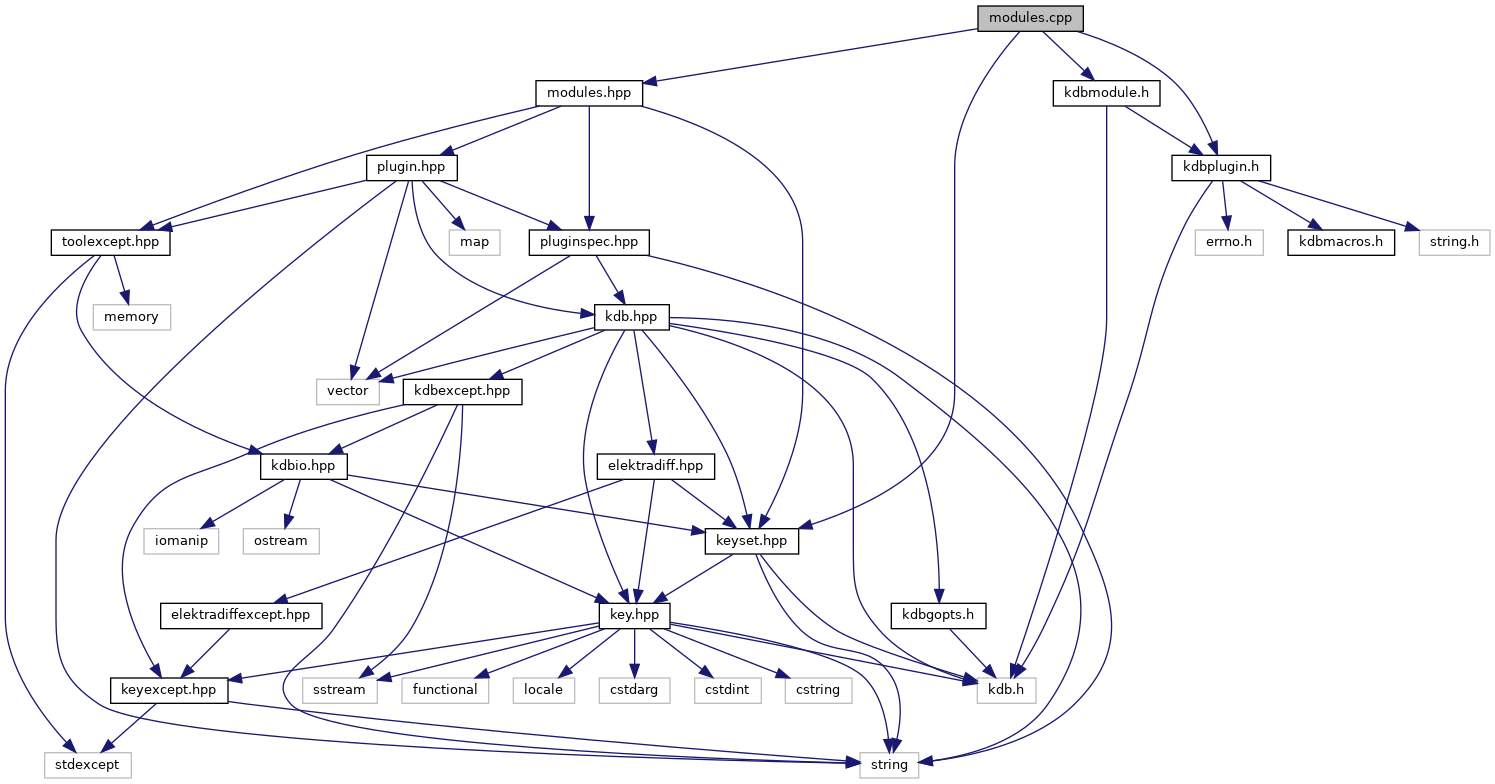 modules.cpp
modules.hpp
kdbmodule.h
plugin.hpp
kdbplugin.h
toolexcept.hpp
map
pluginspec.hpp
errno.h
kdbmacros.h
string.h
memory
kdb.hpp
vector
kdbexcept.hpp
kdbio.hpp
elektradiff.hpp
iomanip
ostream
keyset.hpp
elektradiffexcept.hpp
key.hpp
kdbgopts.h
keyexcept.hpp
sstream
functional
locale
cstdarg
cstdint
cstring
kdb.h
stdexcept
string